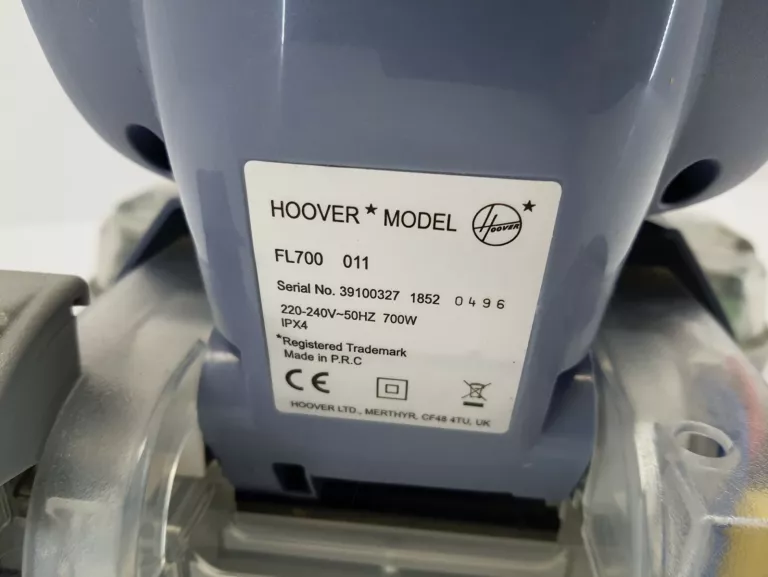 HOOVER * MODEL HOOVER *
FL700 011
Serial No. 39100327 1852 0496
220-240V~50HZ 700W
IPX4
*Registered Trademark
Made in P.R.C
CE
HOOVER LTD., MERTHYR, CF48 4TU, UK